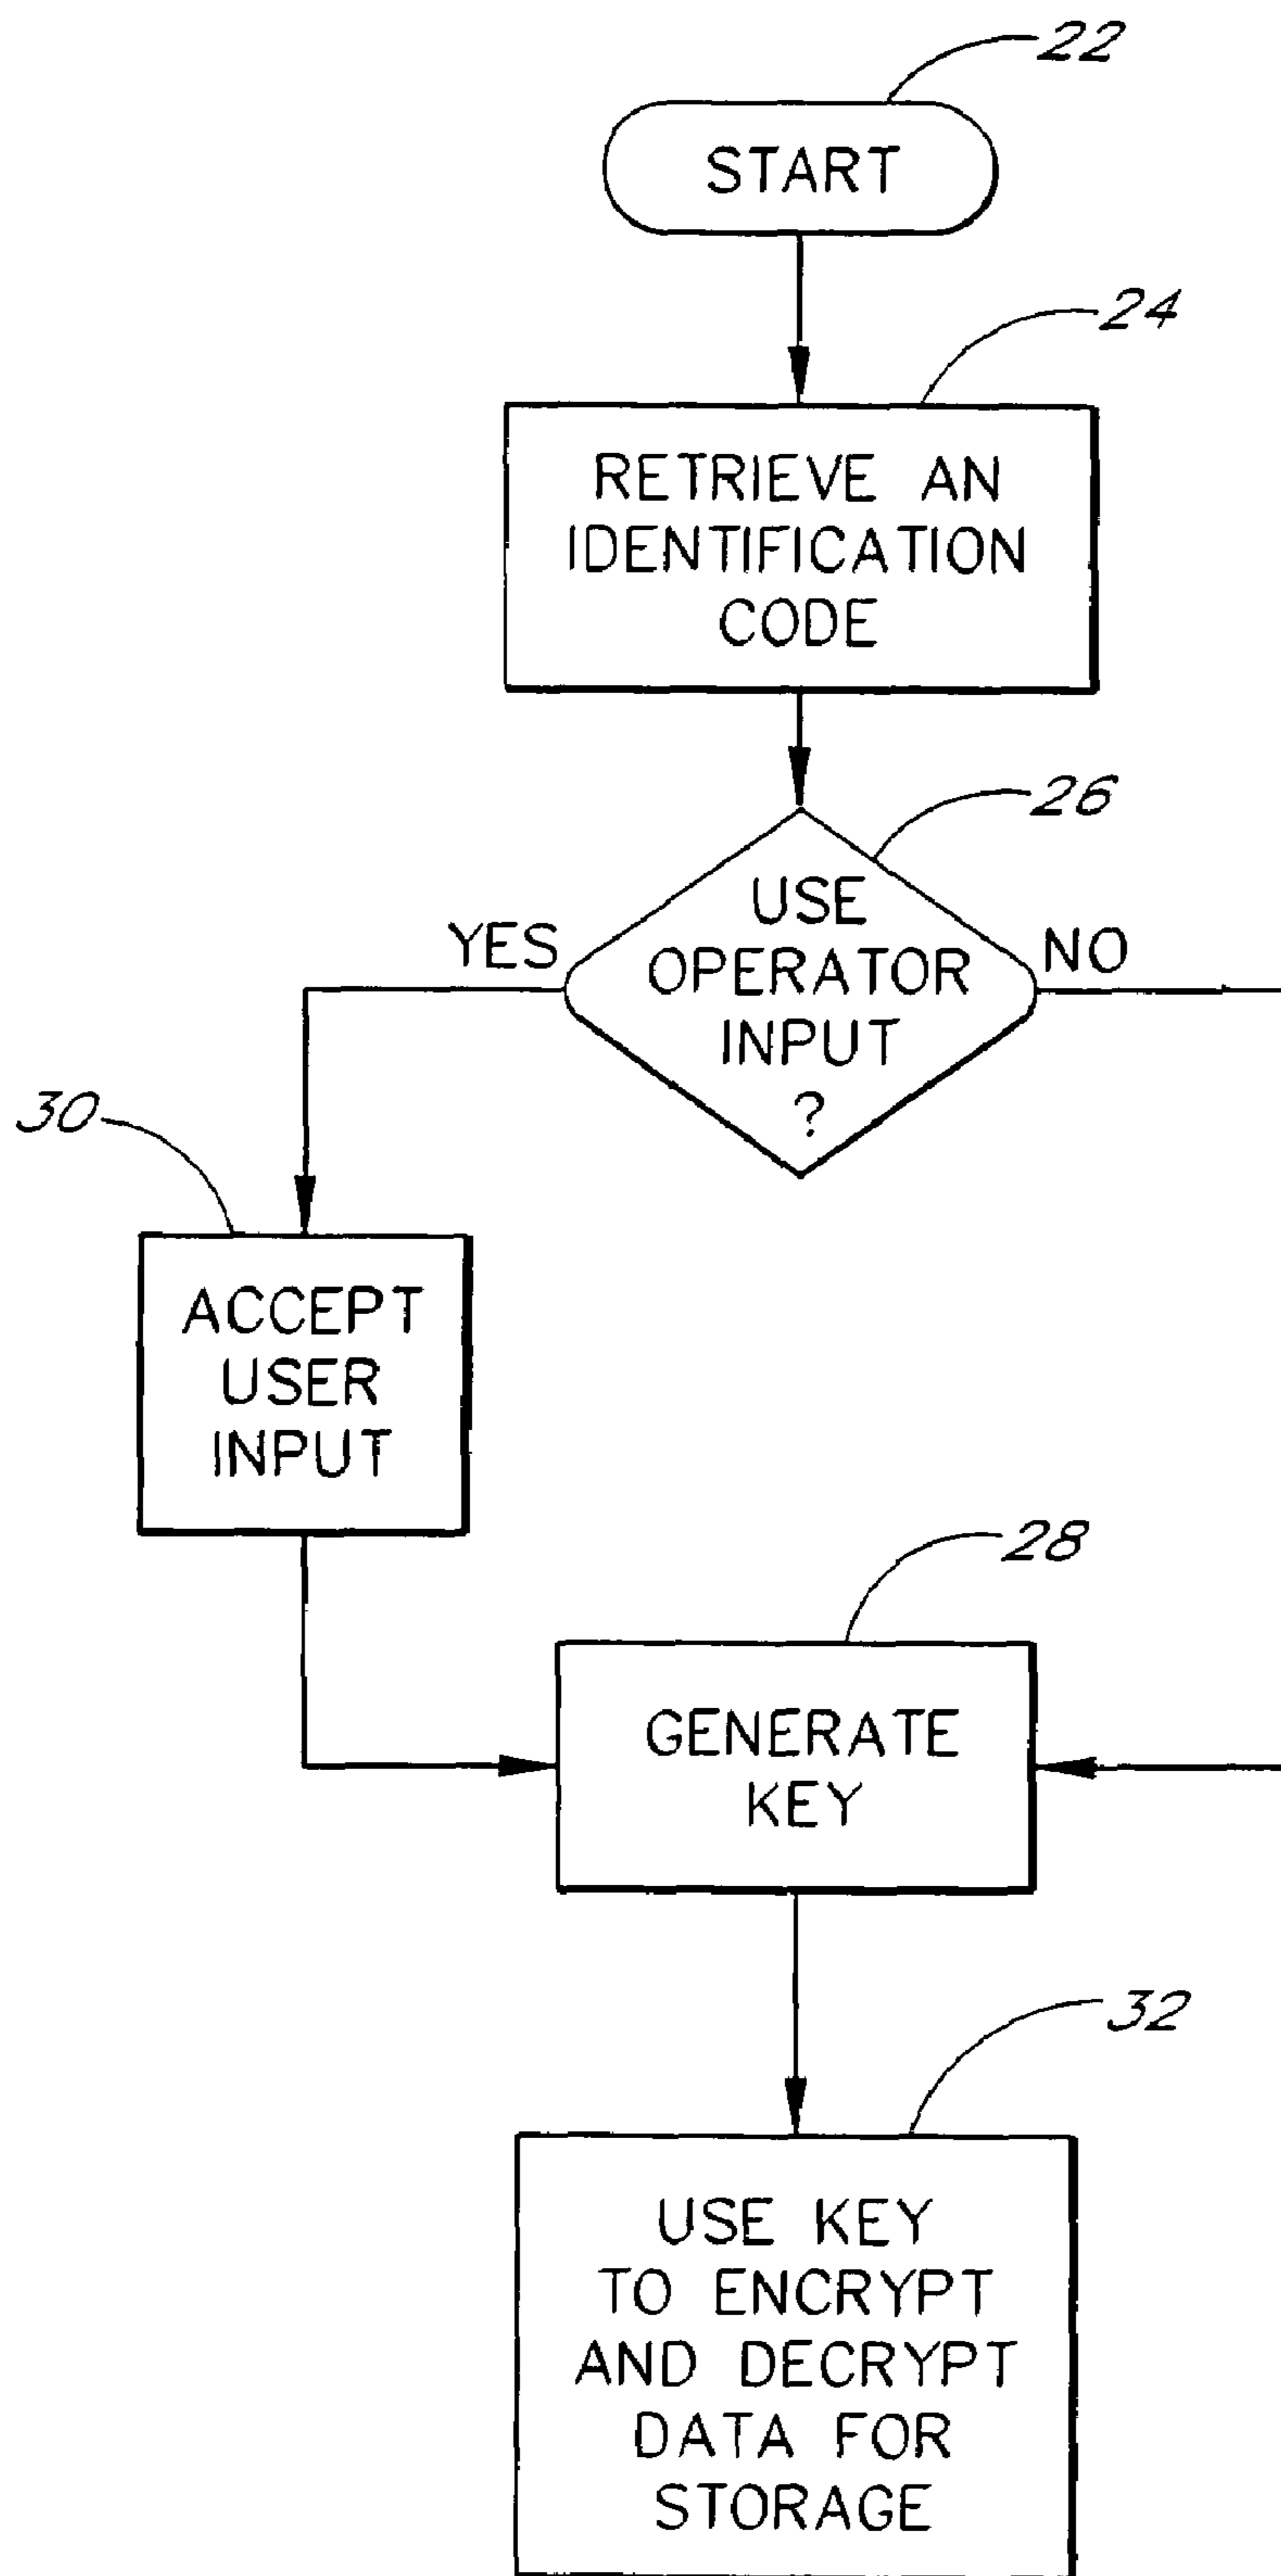 22
START
24
RETRIEVE AN
IDENTIFICATION
CODE
26
YES
USE
OPERATOR
INPUT
?
NO
30
ACCEPT
USER
INPUT
28
GENERATE
KEY
32
USE KEY
TO ENCRYPT
AND DECRYPT
DATA FOR
STORAGE